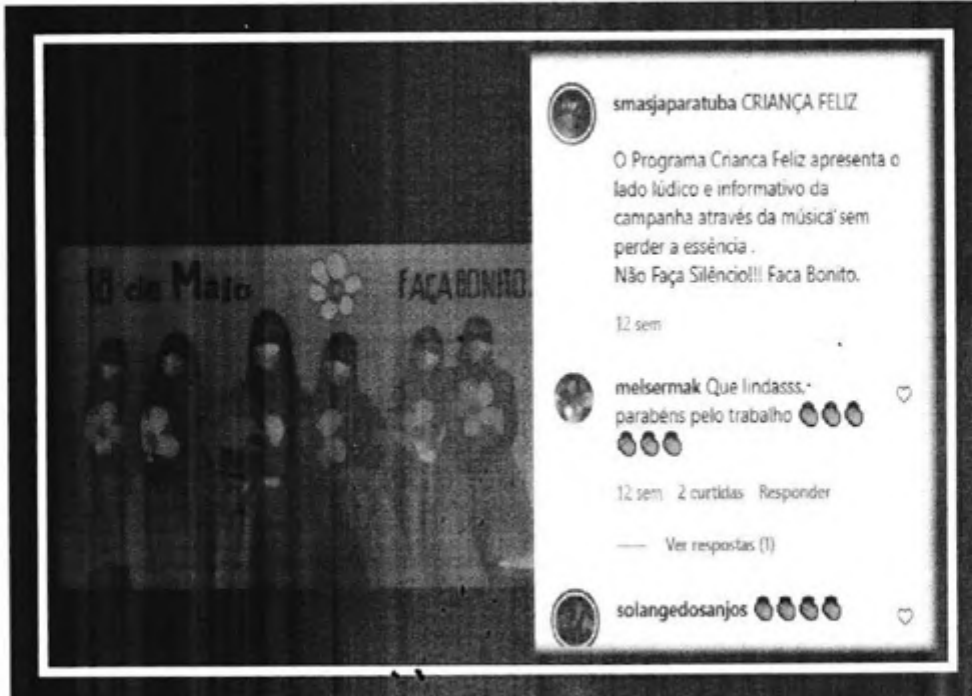 18 de Maio
FAÇA BONITO.
smasjaparatuba CRIANÇA FELIZ
O Programa Crianca Feliz apresenta o
lado lúdico e informativo da
campanha através da música sem
perder a essência .
Não Faça Silêncio!!! Faca Bonito.
12 sem
melsermak Que lindasss,
parabéns pelo trabalho 👏👏👏
👏👏👏
12 sem 2 curtidas Responder
Ver respostas (1)
solangedosanjos 👏👏👏👏